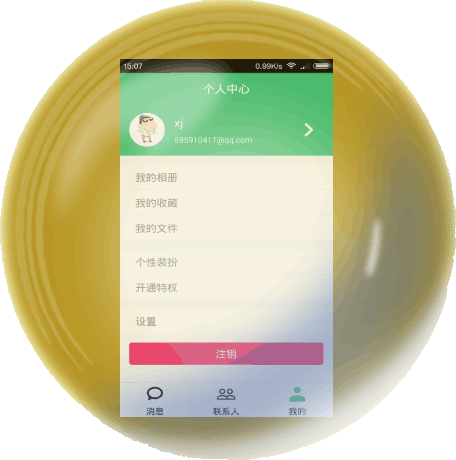 15:07 0.99K/s
个人中心
xj
595910417@qq.com
我的相册
我的收藏
我的文件
个性装扮
开通特权
设置
注销
消息 联系人 我的